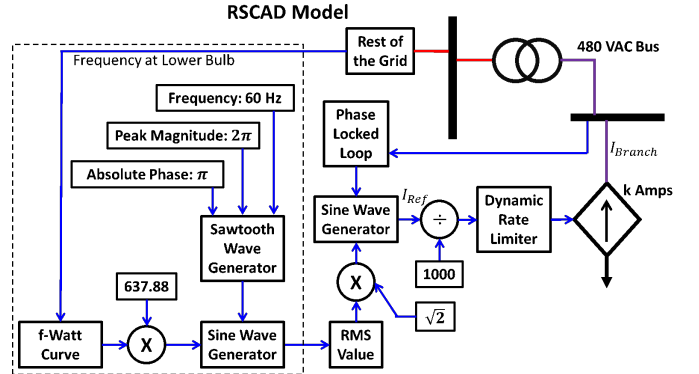 RSCAD Model
Rest of
the Grid
480 VAC Bus
Frequency at Lower Bulb
Frequency: 60 Hz
Peak Magnitude: 2π
Absolute Phase: π
Phase
Locked
Loop
I_Branch
k Amps
Sawtooth
Wave
Generator
Sine Wave
Generator
I_Ref
÷
Dynamic
Rate
Limiter
1000
637.88
X
√2
f-Watt
Curve
X
Sine Wave
Generator
RMS
Value